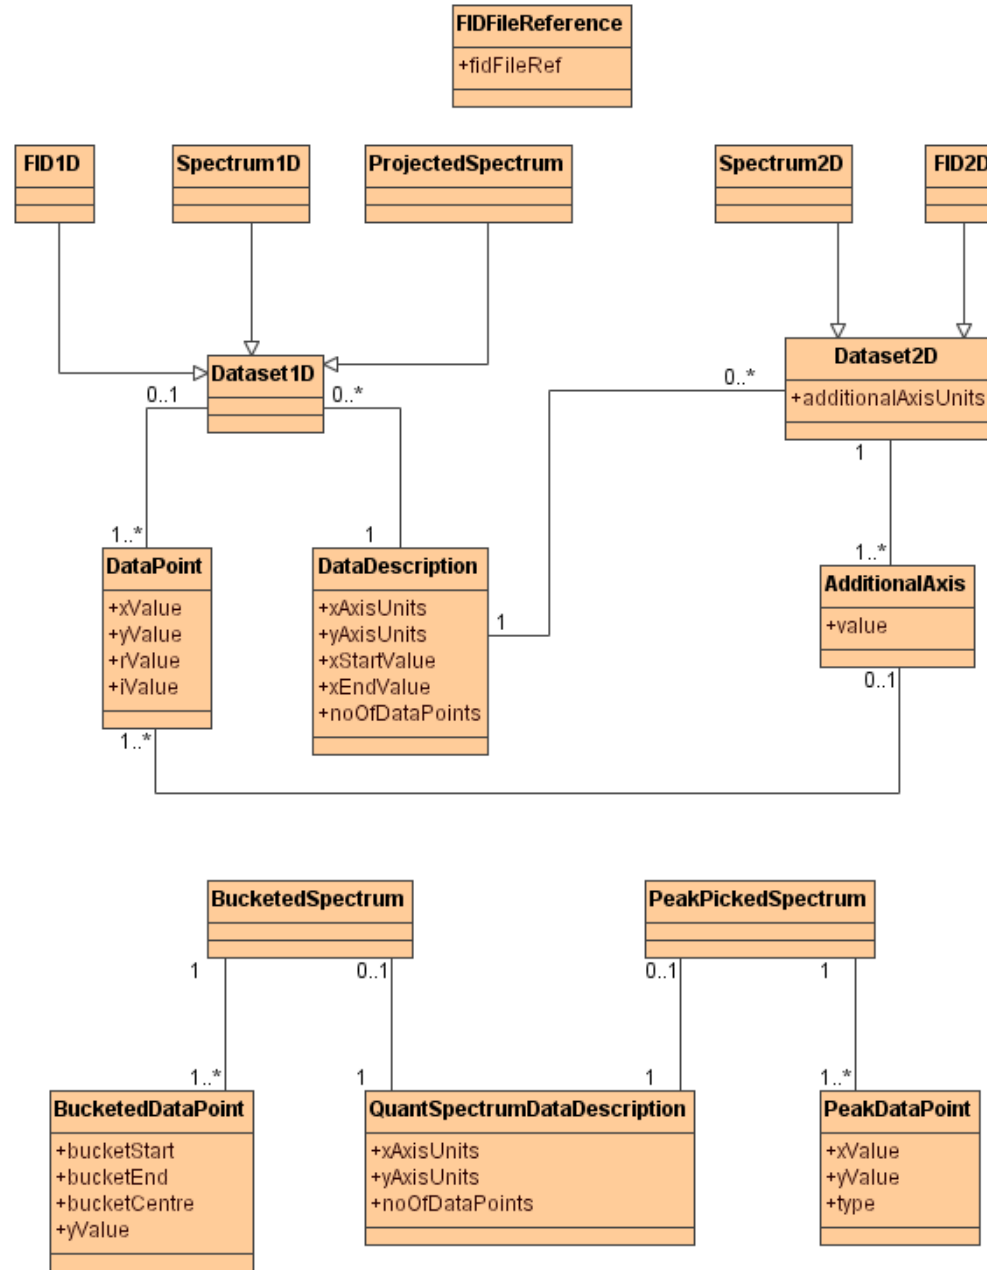 FIDFileReference
+fidFileRef
FID1D
Spectrum1D
ProjectedSpectrum
Spectrum2D
FID2D
Dataset1D
Dataset2D
+additionalAxisUnits
0..1
0..*
0..*
1
1..*
1
1..*
DataPoint
+xValue
+yValue
+rValue
+iValue
DataDescription
+xAxisUnits
+yAxisUnits
+xStartValue
+xEndValue
+noOfDataPoints
1
AdditionalAxis
+value
0..1
1..*
BucketedSpectrum
PeakPickedSpectrum
1
0..1
0..1
1
1..*
1
1
1..*
BucketedDataPoint
+bucketStart
+bucketEnd
+bucketCentre
+yValue
QuantSpectrumDataDescription
+xAxisUnits
+yAxisUnits
+noOfDataPoints
PeakDataPoint
+xValue
+yValue
+type